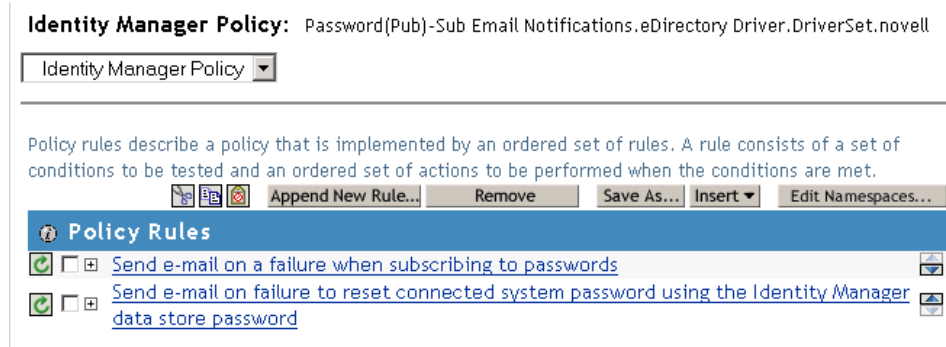 Identity Manager Policy: Password(Pub)-Sub Email Notifications.eDirectory Driver.DriverSet.novell
Identity Manager Policy
Policy rules describe a policy that is implemented by an ordered set of rules. A rule consists of a set of
conditions to be tested and an ordered set of actions to be performed when the conditions are met.
Append New Rule... Remove Save As... Insert Edit Namespaces...
Policy Rules
Send e-mail on a failure when subscribing to passwords
Send e-mail on failure to reset connected system password using the Identity Manager
data store password